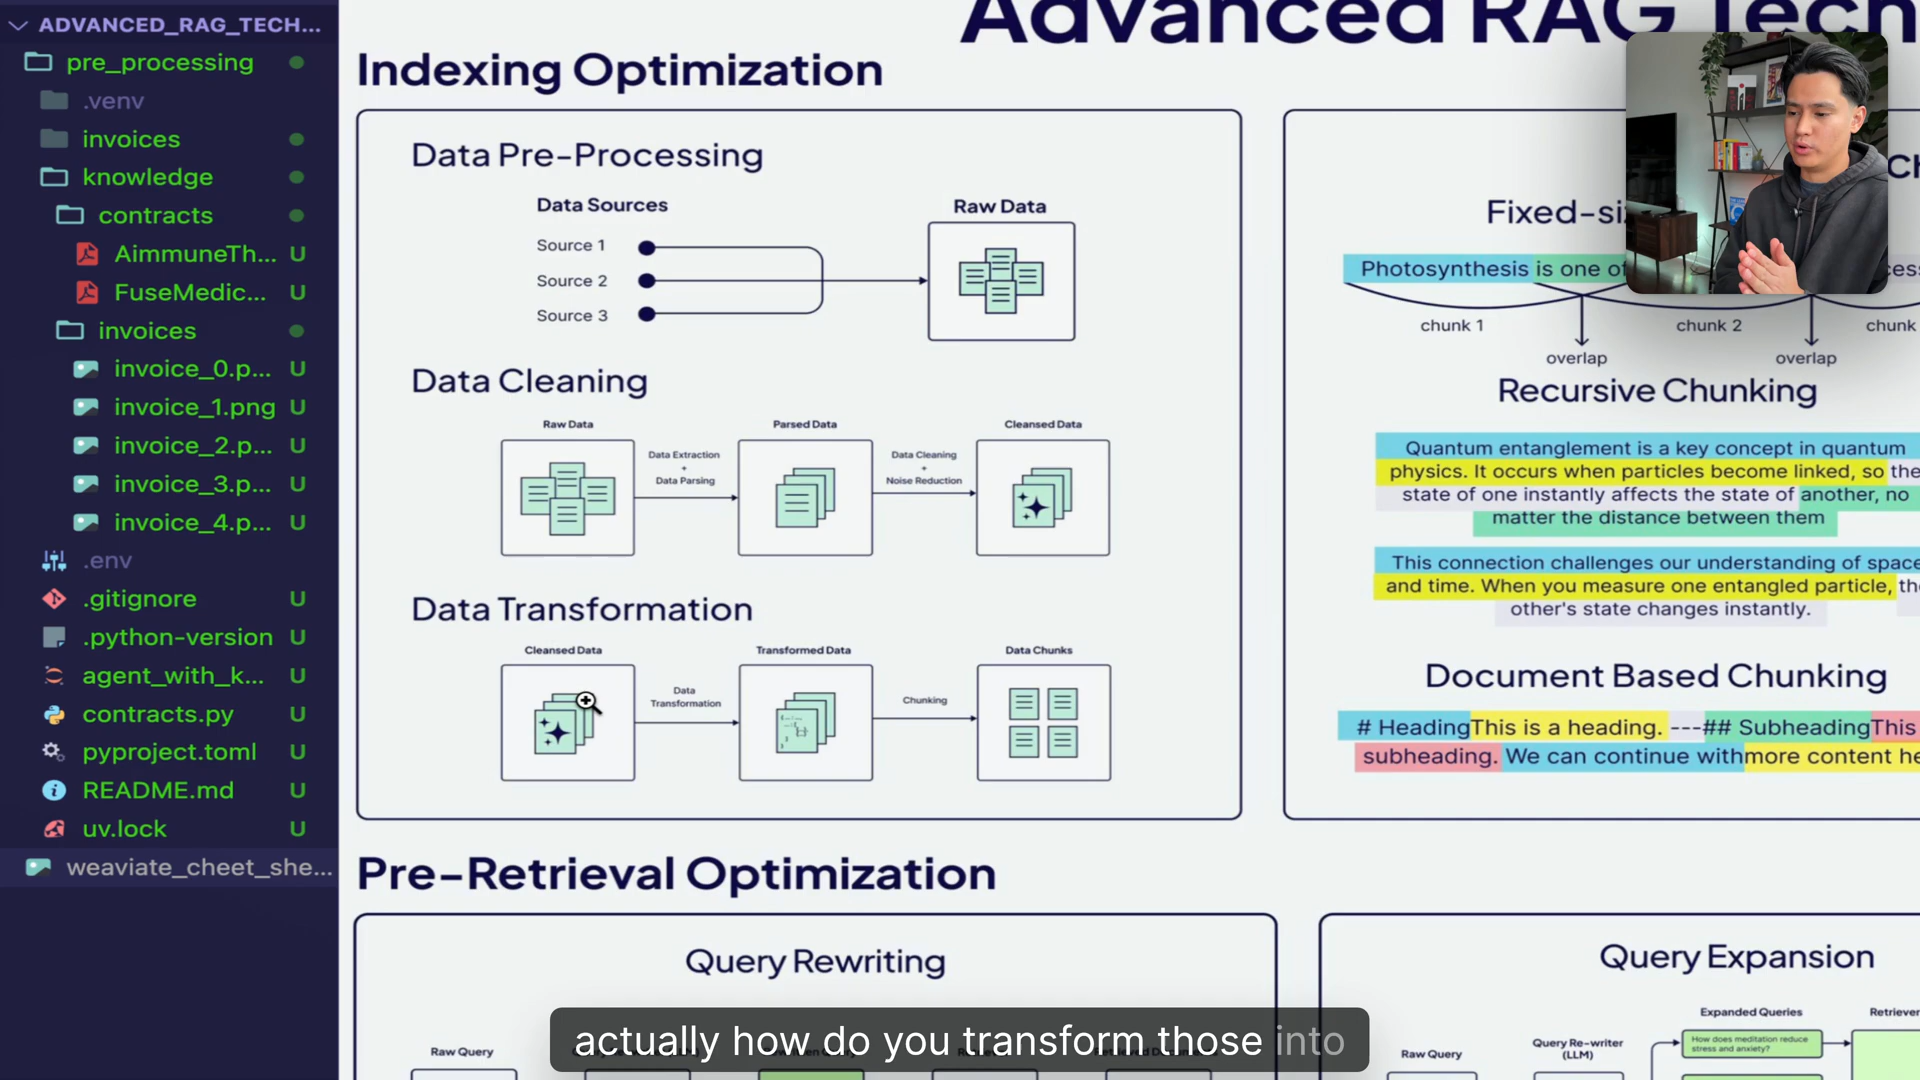 ADVANCED_RAG_TECH...
pre_processing
.venv
invoices
knowledge
contracts
AimmuneTh... U
FuseMedic... U
invoices
invoice_0.p... U
invoice_1.png U
invoice_2.p... U
invoice_3.p... U
invoice_4.p... U
.env
.gitignore U
.python-version U
agent_with_k... U
contracts.py U
pyproject.toml U
README.md U
uv.lock U
weaviate_cheet_she...
Advanced RAG Tech
Indexing Optimization
Data Pre-Processing
Data Sources
Raw Data
Source 1
Source 2
Source 3
Data Cleaning
Raw Data
Parsed Data
Cleansed Data
Data Extraction
+
Data Parsing
Data Cleaning
+
Noise Reduction
Data Transformation
Cleansed Data
Transformed Data
Data Chunks
Data
Transformation
Chunking
Ch
Fixed-si
Photosynthesis is one of
cess
chunk 1
chunk 2
chunk
overlap
overlap
Recursive Chunking
Quantum entanglement is a key concept in quantum
physics. It occurs when particles become linked, so the
state of one instantly affects the state of another, no
matter the distance between them
This connection challenges our understanding of space
and time. When you measure one entangled particle, the
other's state changes instantly.
Document Based Chunking
# HeadingThis is a heading. ---## SubheadingThis
subheading. We can continue withmore content he
Pre-Retrieval Optimization
Query Rewriting
Raw Query
Query Expansion
Expanded Queries
Retriever
Raw Query
Query Re-writer
(LLM)
How does meditation reduce
stress and anxiety?
actually how do you transform those into